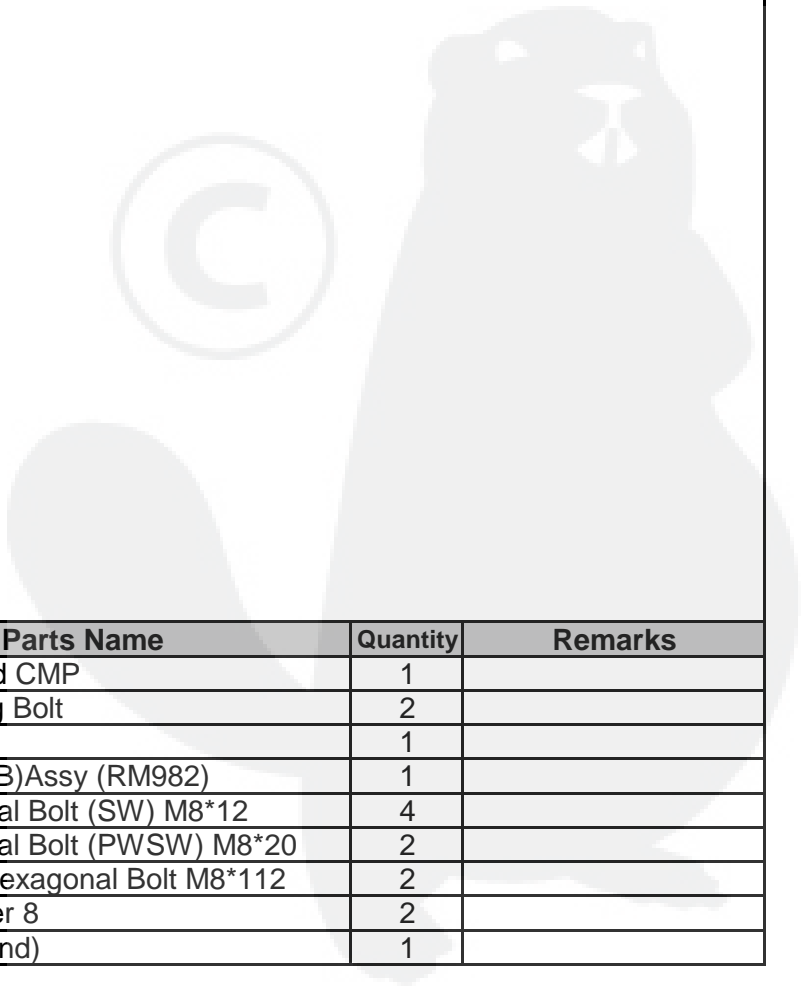 ©
Parts Name Quantity Remarks
d CMP 1
g Bolt 2
1
B)Assy (RM982) 1
al Bolt (SW) M8*12 4
al Bolt (PWSW) M8*20 2
exagonal Bolt M8*112 2
er 8 2
nd) 1